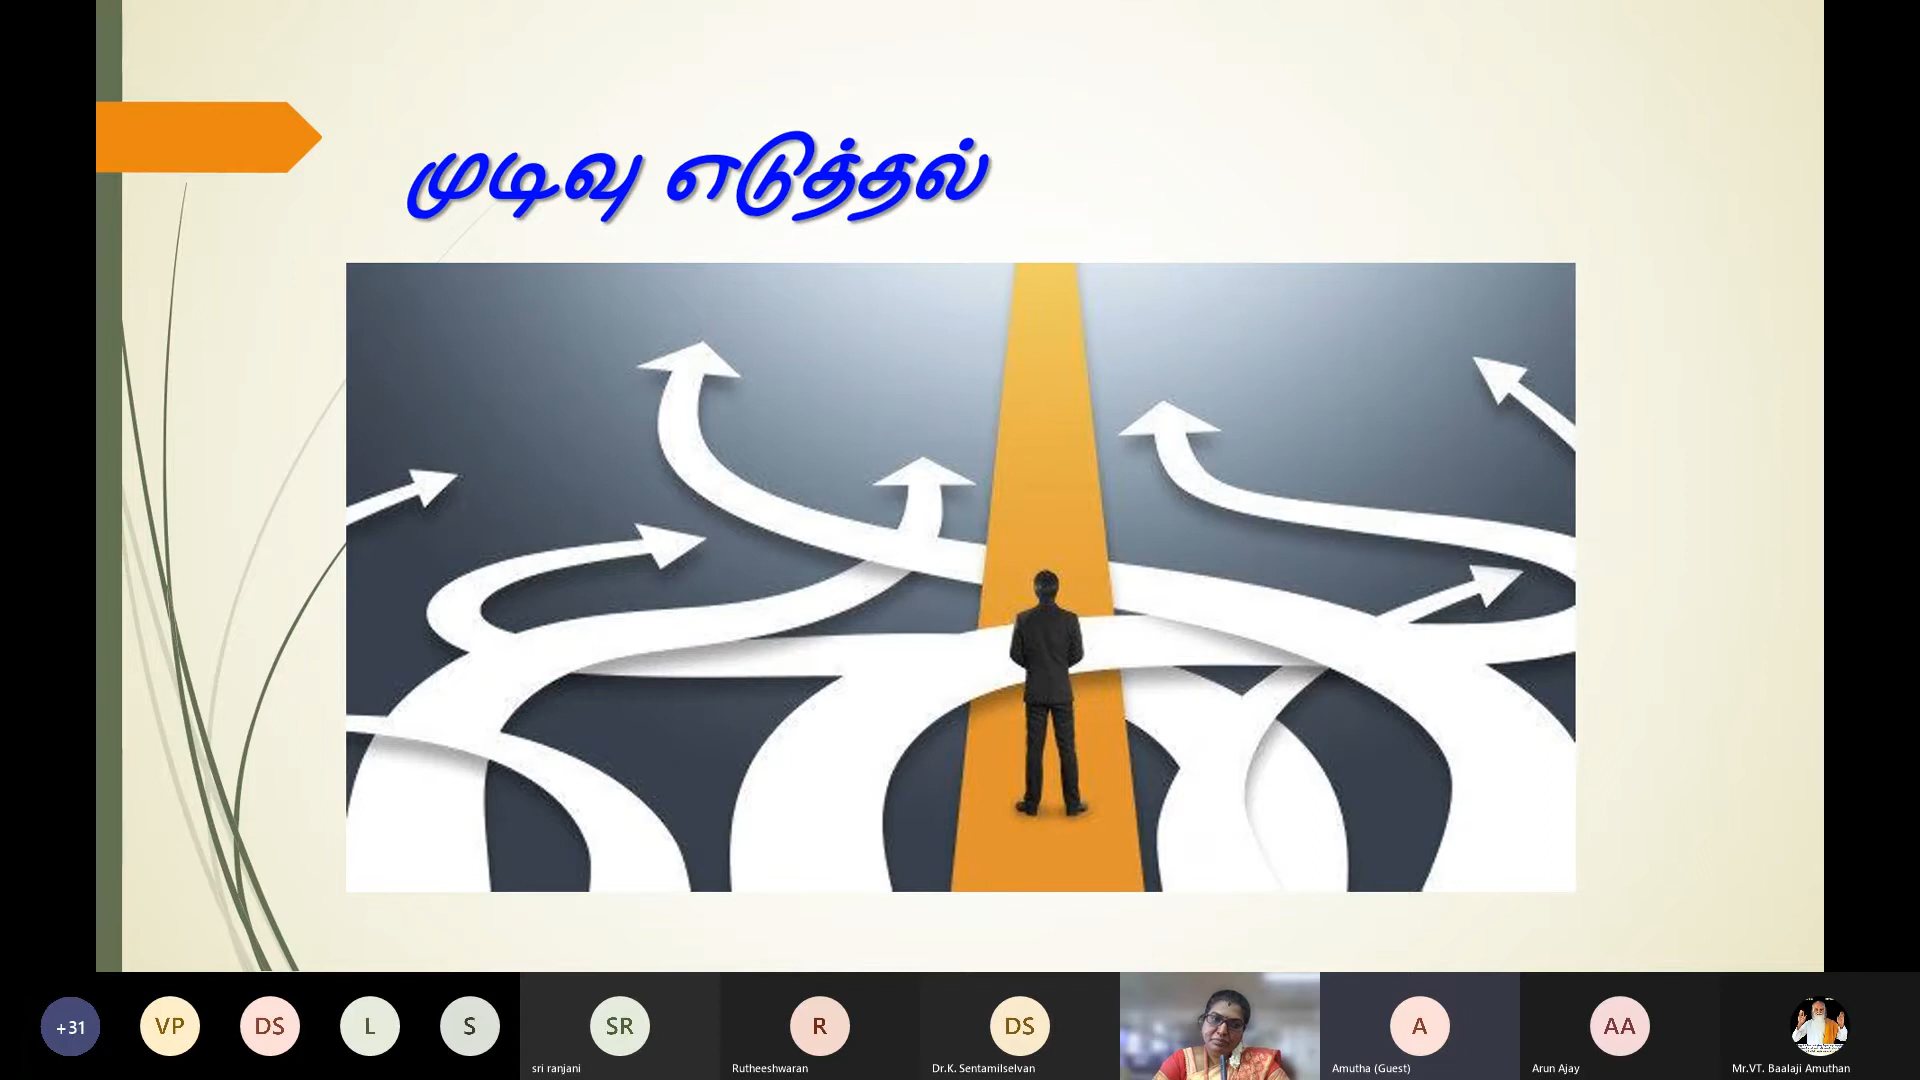 முடிவு எடுத்தல்
+31
VP
DS
L
S
SR
R
DS
A
AA
sri ranjani
Rutheeshwaran
Dr.K. Sentamilselvan
Amutha (Guest)
Arun Ajay
Mr.VT. Baalaji Amuthan